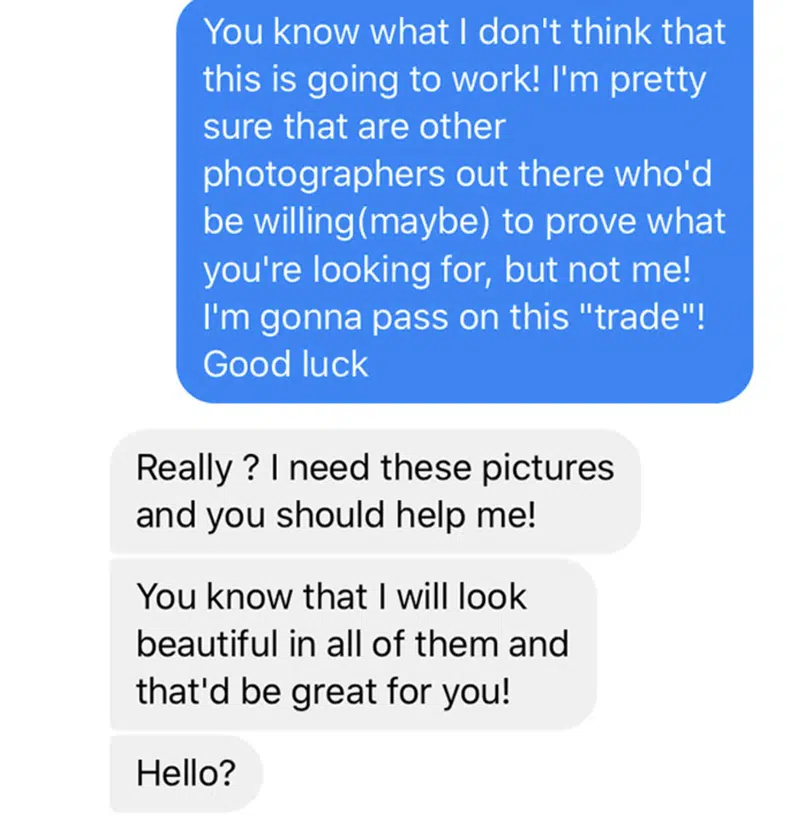 You know what I don't think that
this is going to work! I'm pretty
sure that are other
photographers out there who'd
be willing(maybe) to prove what
you're looking for, but not me!
I'm gonna pass on this "trade"!
Good luck
Really ? I need these pictures
and you should help me!
You know that I will look
beautiful in all of them and
that'd be great for you!
Hello?